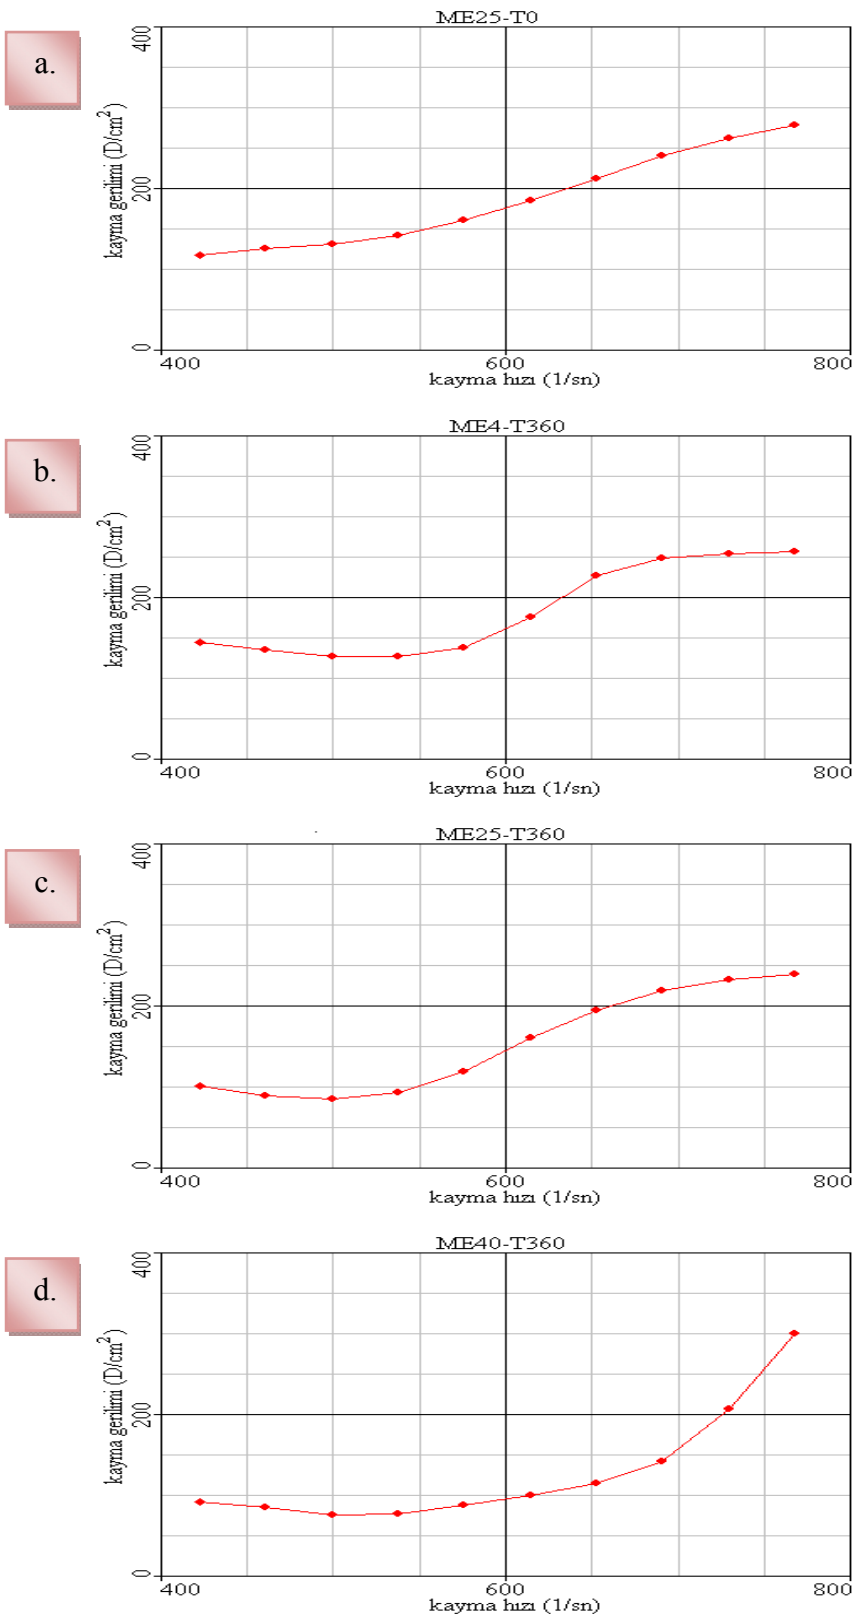 a.
ME25-T0
kayma gerilimi (D/cm²)
400
200
0
400 600 800
kayma hızı (1/sn)
b.
ME4-T360
kayma gerilimi (D/cm²)
400
200
0
400 600 800
kayma hızı (1/sn)
c.
ME25-T360
kayma gerilimi (D/cm²)
400
200
0
400 600 800
kayma hızı (1/sn)
d.
ME40-T360
kayma gerilimi (D/cm²)
400
200
0
400 600 800
kayma hızı (1/sn)